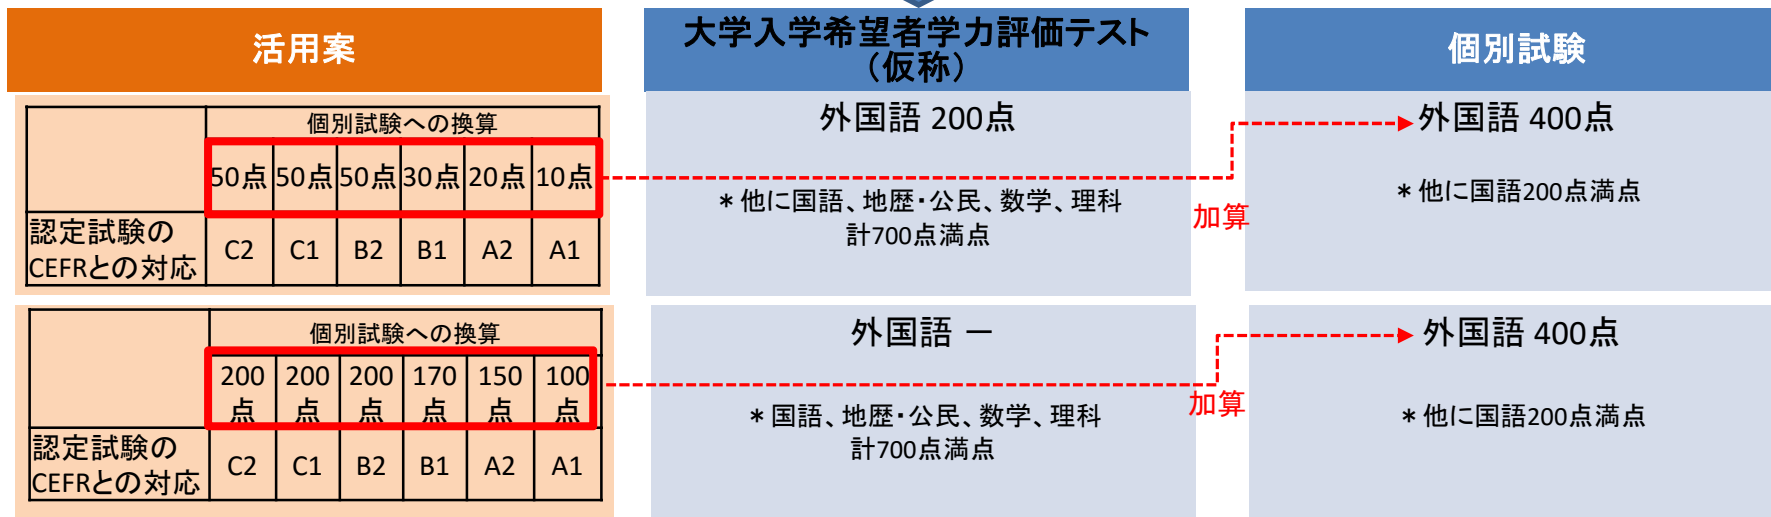 活用案
大学入学希望者学力評価テスト
（仮称）
個別試験
個別試験への換算
50点 50点 50点 30点 20点 10点
認定試験の
CEFRとの対応
C2 C1 B2 B1 A2 A1
外国語 200点
＊他に国語、地歴・公民、数学、理科
計700点満点
加算
外国語 400点
＊他に国語200点満点
個別試験への換算
200 200 200 170 150 100
点 点 点 点 点 点
認定試験の
CEFRとの対応
C2 C1 B2 B1 A2 A1
外国語 －
＊国語、地歴・公民、数学、理科
計700点満点
加算
外国語 400点
＊他に国語200点満点